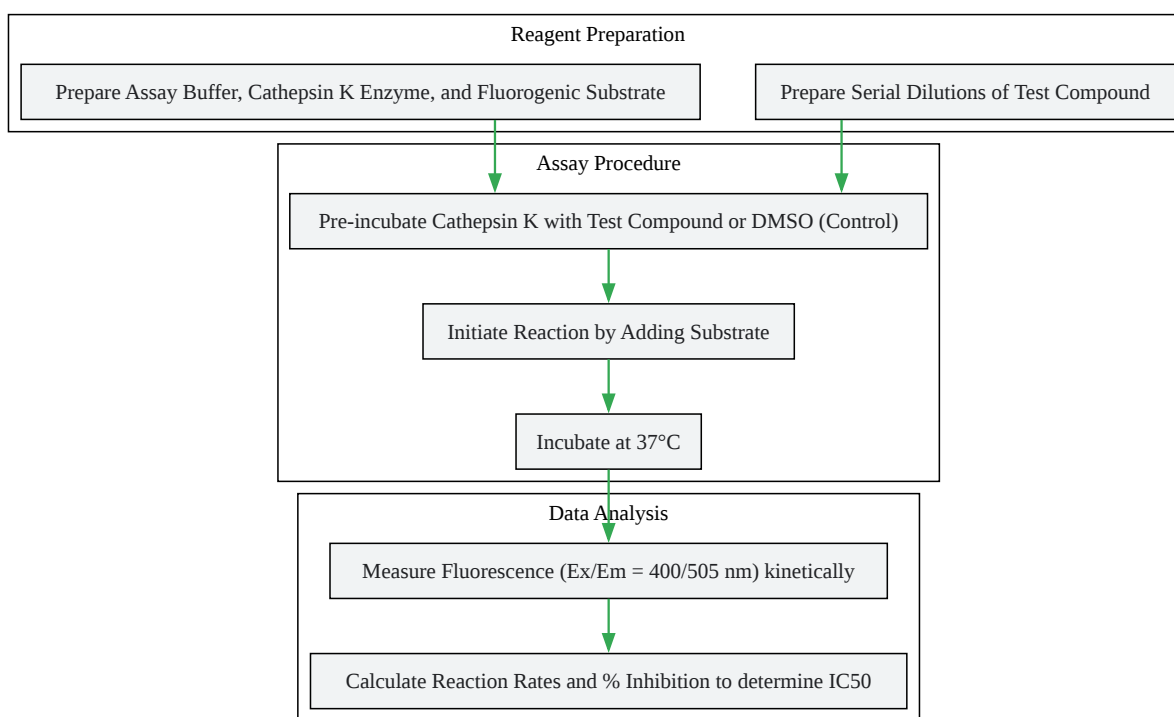 Reagent Preparation
Prepare Assay Buffer, Cathepsin K Enzyme, and Fluorogenic Substrate
Prepare Serial Dilutions of Test Compound
Assay Procedure
Pre-incubate Cathepsin K with Test Compound or DMSO (Control)
Initiate Reaction by Adding Substrate
Incubate at 37°C
Data Analysis
Measure Fluorescence (Ex/Em = 400/505 nm) kinetically
Calculate Reaction Rates and % Inhibition to determine IC50